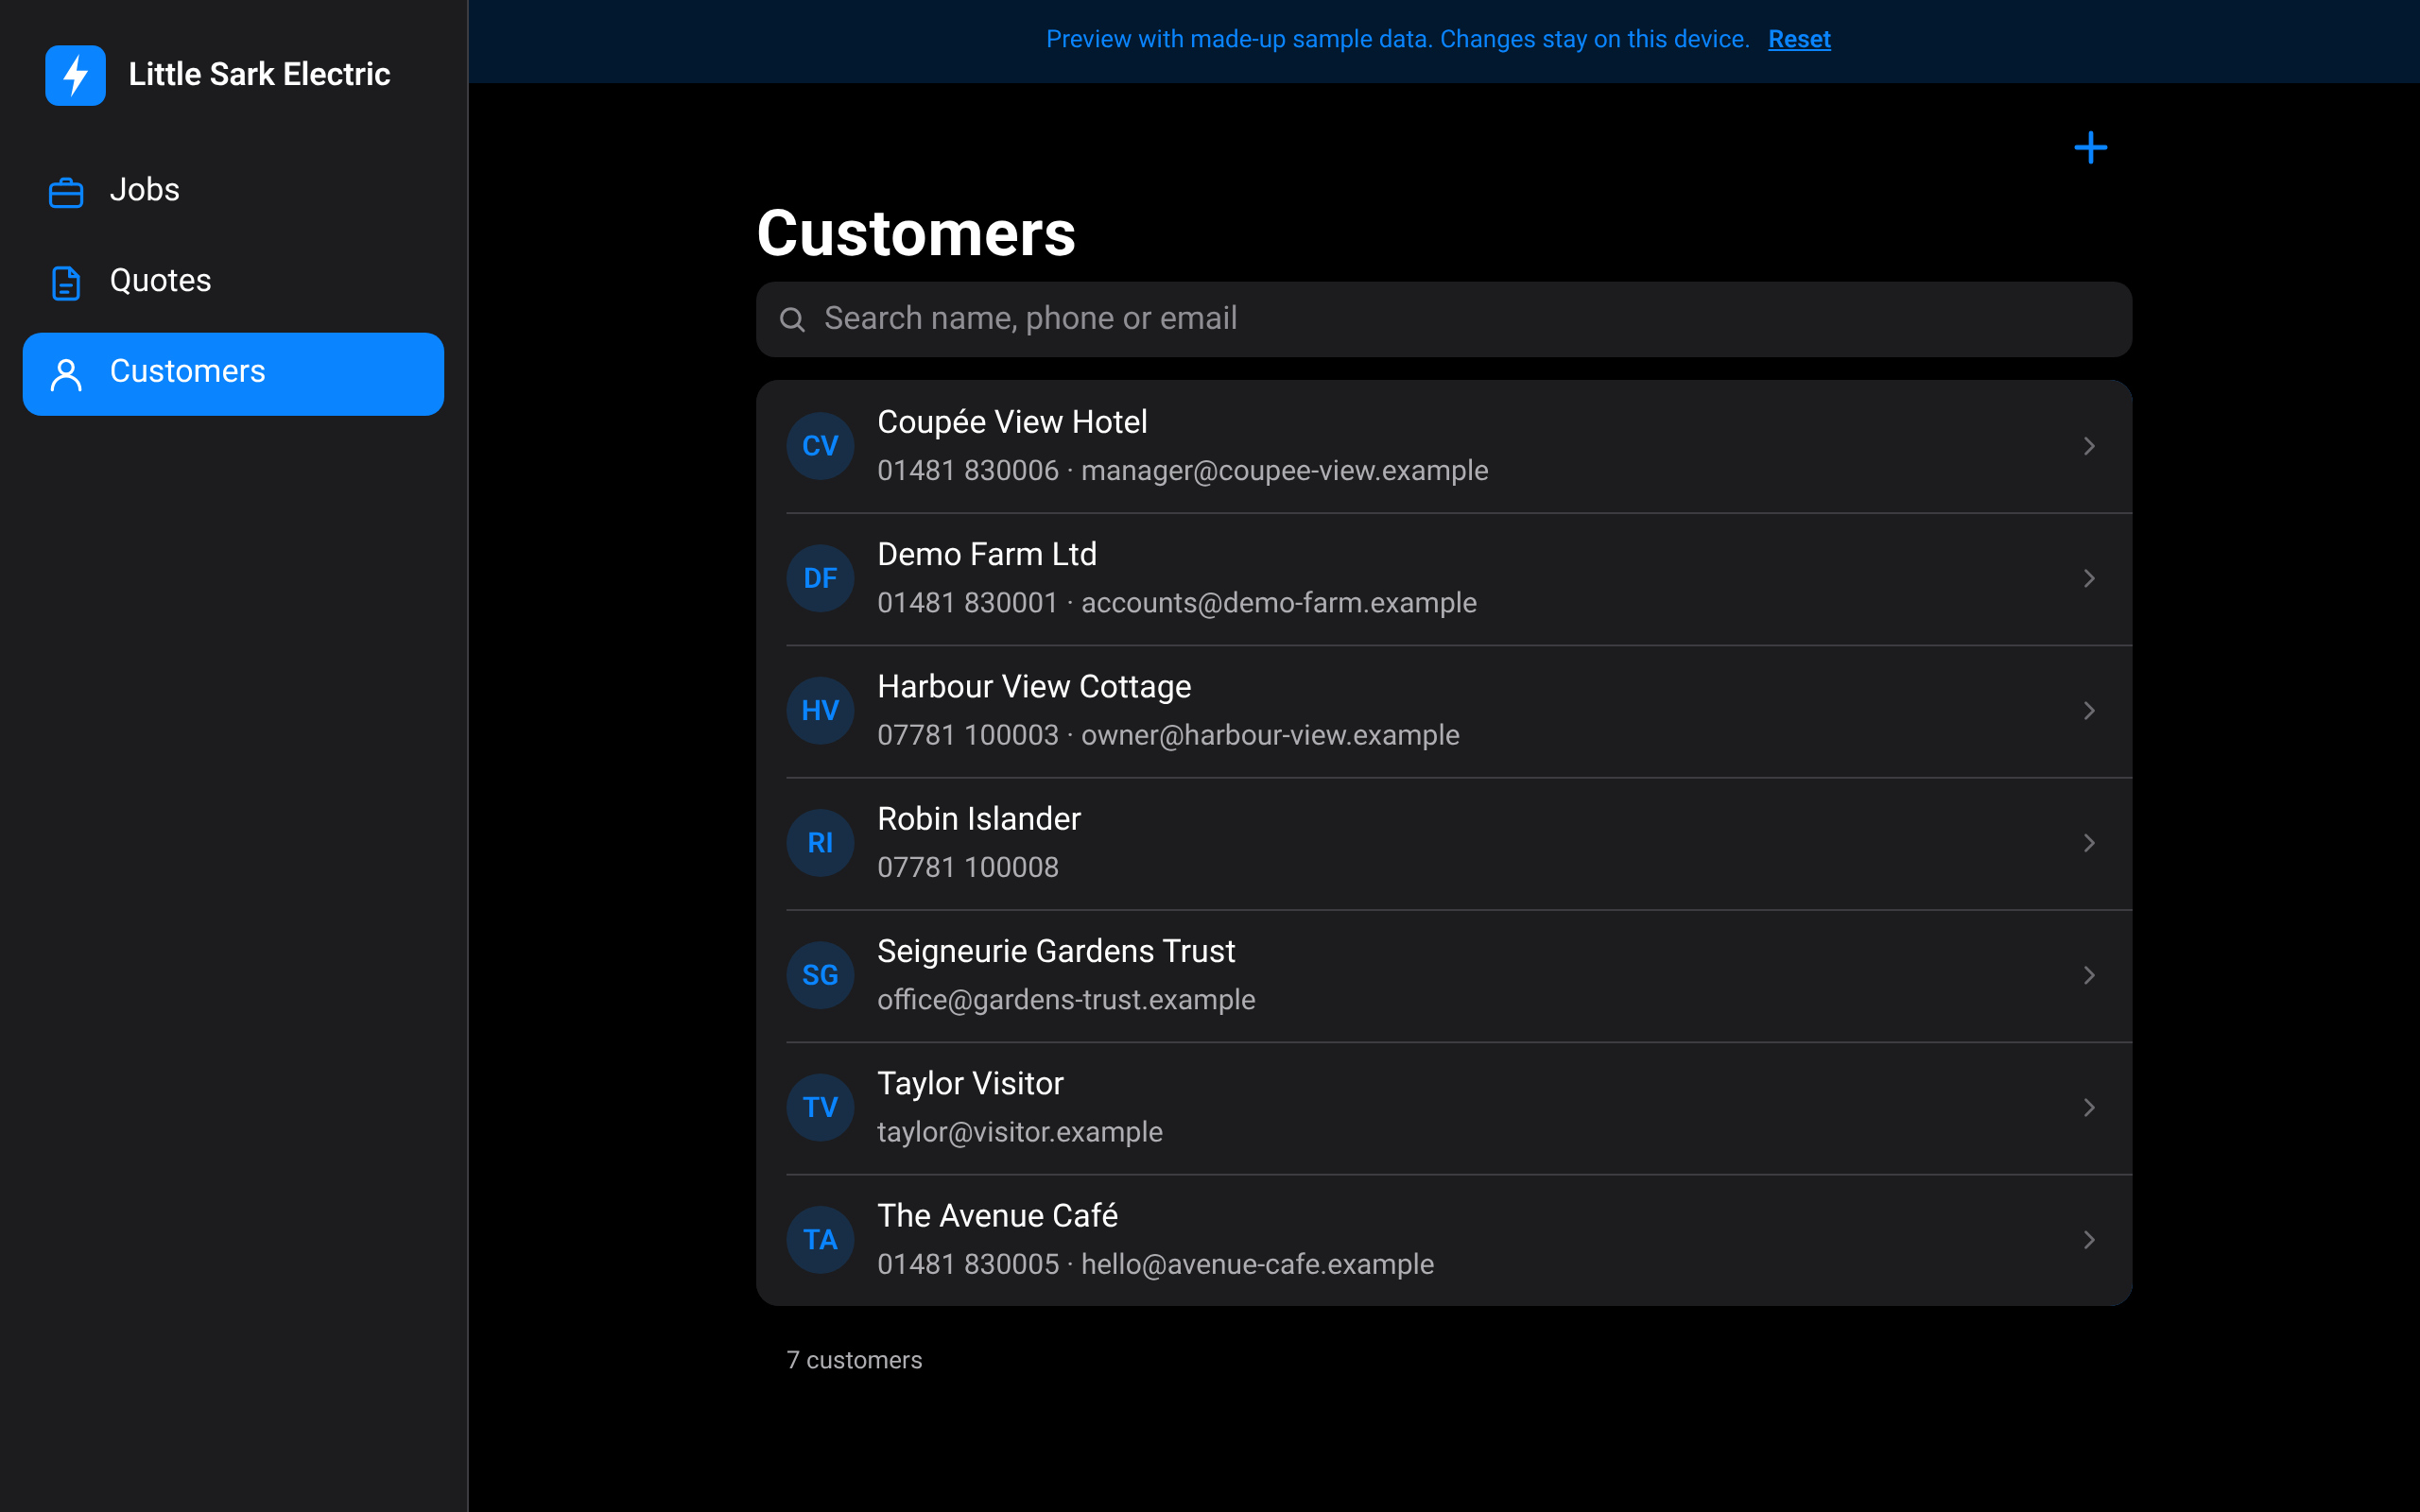 Little Sark Electric
Jobs
Quotes
Customers
Preview with made-up sample data. Changes stay on this device. Reset
Customers
Search name, phone or email
CV
Coupée View Hotel
01481 830006 · manager@coupee-view.example
DF
Demo Farm Ltd
01481 830001 · accounts@demo-farm.example
HV
Harbour View Cottage
07781 100003 · owner@harbour-view.example
RI
Robin Islander
07781 100008
SG
Seigneurie Gardens Trust
office@gardens-trust.example
TV
Taylor Visitor
taylor@visitor.example
TA
The Avenue Café
01481 830005 · hello@avenue-cafe.example
7 customers